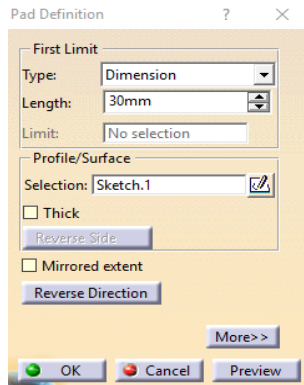 Pad Definition ? ×
First Limit
Type: Dimension
Length: 30mm
Limit: No selection
Profile/Surface
Selection: Sketch.1
Thick
Reverse Side
Mirrored extent
Reverse Direction
More>>
OK Cancel Preview